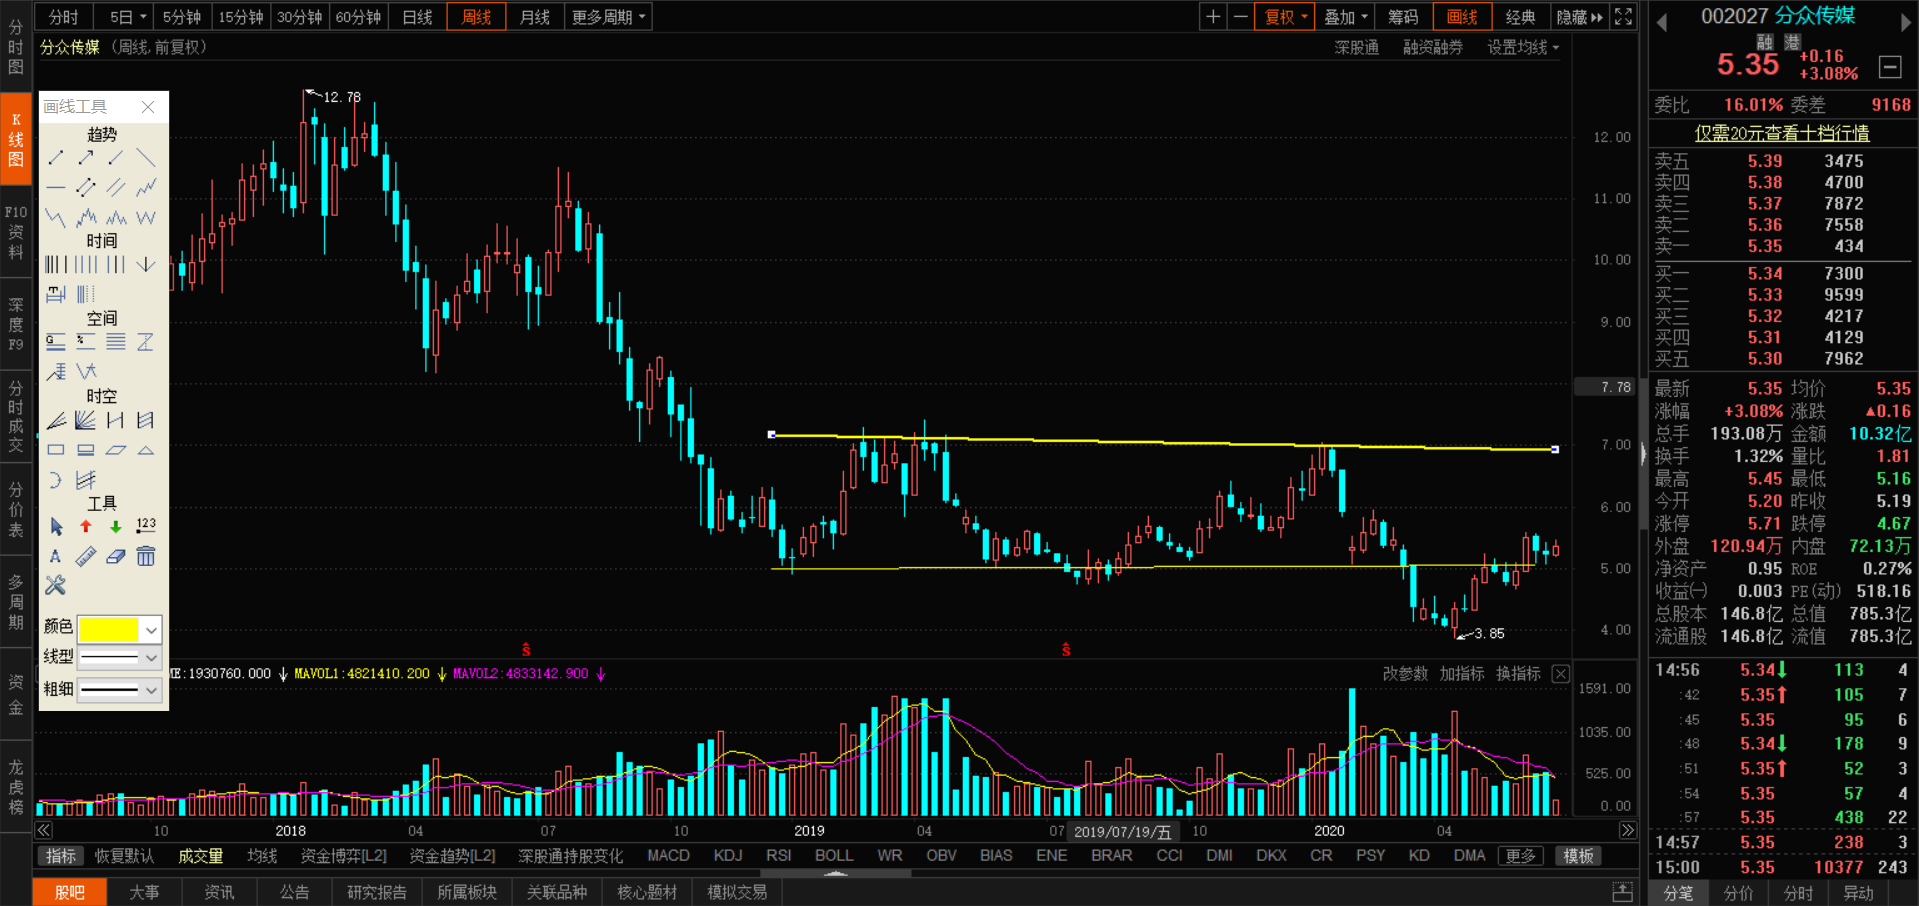 分时 5日 5分钟 15分钟 30分钟 60分钟 日线 周线 月线 更多周期
复权 叠加 筹码 画线 经典 隐藏
分众传媒 (周线,前复权)
深股通 融资融券 设置均线
分时图
K线图
F10资料
深度F9
分时成交
分价表
多周期
资金
龙虎榜
画线工具
趋势
时间
空间
时空
工具
123
A
颜色
线型
粗细
12.78
3.85
S
S
12.00
11.00
10.00
9.00
7.78
7.00
6.00
5.00
4.00
ME:1930760.000 ↓ MAVOL1:4821410.200 ↓ MAVOL2:4833142.900 ↓
改参数 加指标 换指标
1591.00
1035.00
525.00
0.00
10 2018 04 07 10 2019 04 07 2019/07/19/五 10 2020 04
指标 恢复默认 成交量 均线 资金博弈[L2] 资金趋势[L2] 深股通持股变化 MACD KDJ RSI BOLL WR OBV BIAS ENE BRAR CCI DMI DKX CR PSY KD DMA 更多 模板
股吧 大事 资讯 公告 研究报告 所属板块 关联品种 核心题材 模拟交易
002027 分众传媒
融 港
5.35 +0.16
+3.08%
委比 16.01% 委差 9168
仅需20元查看十档行情
卖五 5.39 3475
卖四 5.38 4700
卖三 5.37 7872
卖二 5.36 7558
卖一 5.35 434
买一 5.34 7300
买二 5.33 9599
买三 5.32 4217
买四 5.31 4129
买五 5.30 7962
最新 5.35 均价 5.35
涨幅 +3.08% 涨跌 ▲0.16
总手 193.08万 金额 10.32亿
换手 1.32% 量比 1.81
最高 5.45 最低 5.16
今开 5.20 昨收 5.19
涨停 5.71 跌停 4.67
外盘 120.94万 内盘 72.13万
净资产 0.95 ROE 0.27%
收益㈠ 0.003 PE(动) 518.16
总股本 146.8亿 总值 785.3亿
流通股 146.8亿 流值 785.3亿
14:56 5.34↓ 113 4
:42 5.35↑ 105 7
:45 5.35 95 6
:48 5.34↓ 178 9
:51 5.35↑ 52 3
:54 5.35 57 4
:57 5.35 438 22
14:57 5.35 238 3
15:00 5.35 10377 243
分笔 分价 分时 异动